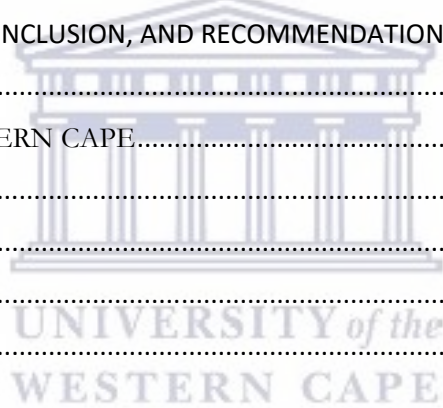 NCLUSION, AND RECOMMENDATION
........................................................................
ERN CAPE..................................................
........................................................................
........................................................................
........................................................................
UNIVERSITY of the
........................................................................
WESTERN CAPE